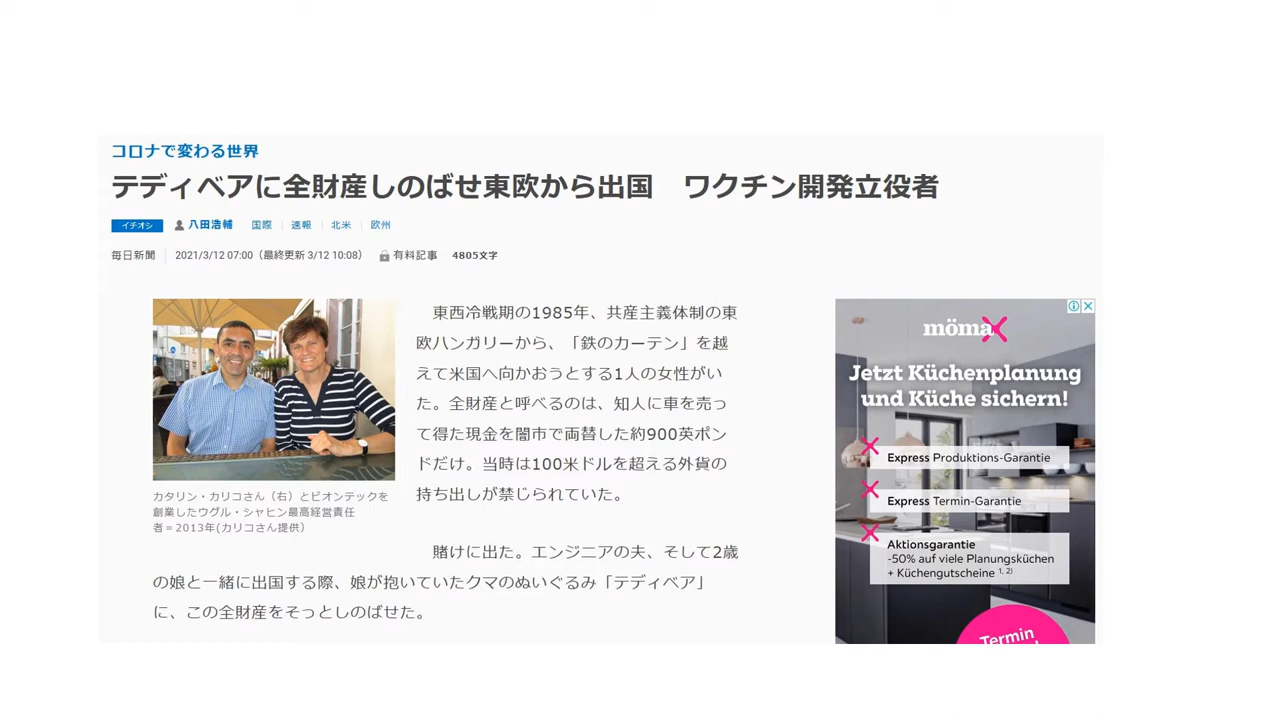 コロナで変わる世界
テディベアに全財産しのばせ東欧から出国　ワクチン開発立役者
イチオシ 八田浩輔 国際 速報 北米 欧州
毎日新聞 2021/3/12 07:00（最終更新 3/12 10:08） 有料記事 4805文字
カタリン・カリコさん（右）とビオンテックを
創業したウグル・シャヒン最高経営責任
者＝2013年(カリコさん提供）
東西冷戦期の1985年、共産主義体制の東
欧ハンガリーから、「鉄のカーテン」を越
えて米国へ向かおうとする1人の女性がい
た。全財産と呼べるのは、知人に車を売っ
て得た現金を闇市で両替した約900英ポン
ドだけ。当時は100米ドルを超える外貨の
持ち出しが禁じられていた。
賭けに出た。エンジニアの夫、そして2歳
の娘と一緒に出国する際、娘が抱いていたクマのぬいぐるみ「テディベア」
に、この全財産をそっとしのばせた。
mömax
Jetzt Küchenplanung
und Küche sichern!
Express Produktions-Garantie
Express Termin-Garantie
Aktionsgarantie
-50% auf viele Planungsküchen
+ Küchengutscheine 1, 2)
Termin